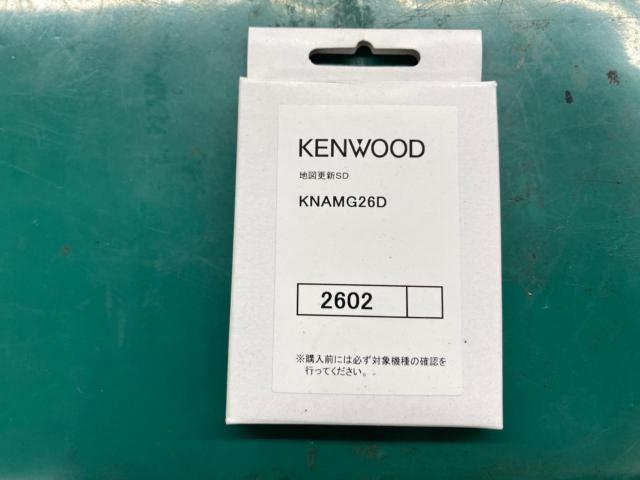 KENWOOD
地図更新SD
KNAMG26D
2602
※購入前には必ず対象機種の確認を
行ってください。